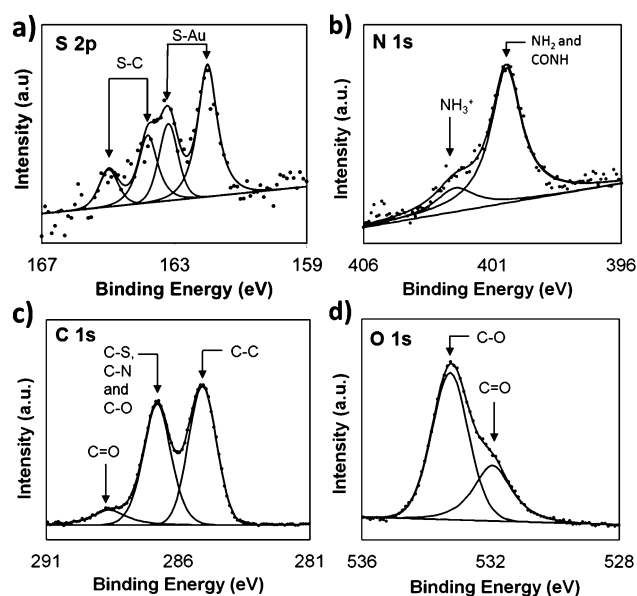 a)
S 2p
S-C
S-Au
Intensity (a.u)
167
163
159
Binding Energy (eV)
b)
N 1s
NH₂ and
CONH
NH₃⁺
Intensity (a.u.)
406
401
396
Binding Energy (eV)
c)
C 1s
C-S,
C-N
and
C-O
C-C
C=O
Intensity (a.u.)
291
286
281
Binding Energy (eV)
d)
O 1s
C-O
C=O
Intensity (a.u.)
536
532
528
Binding Energy (eV)